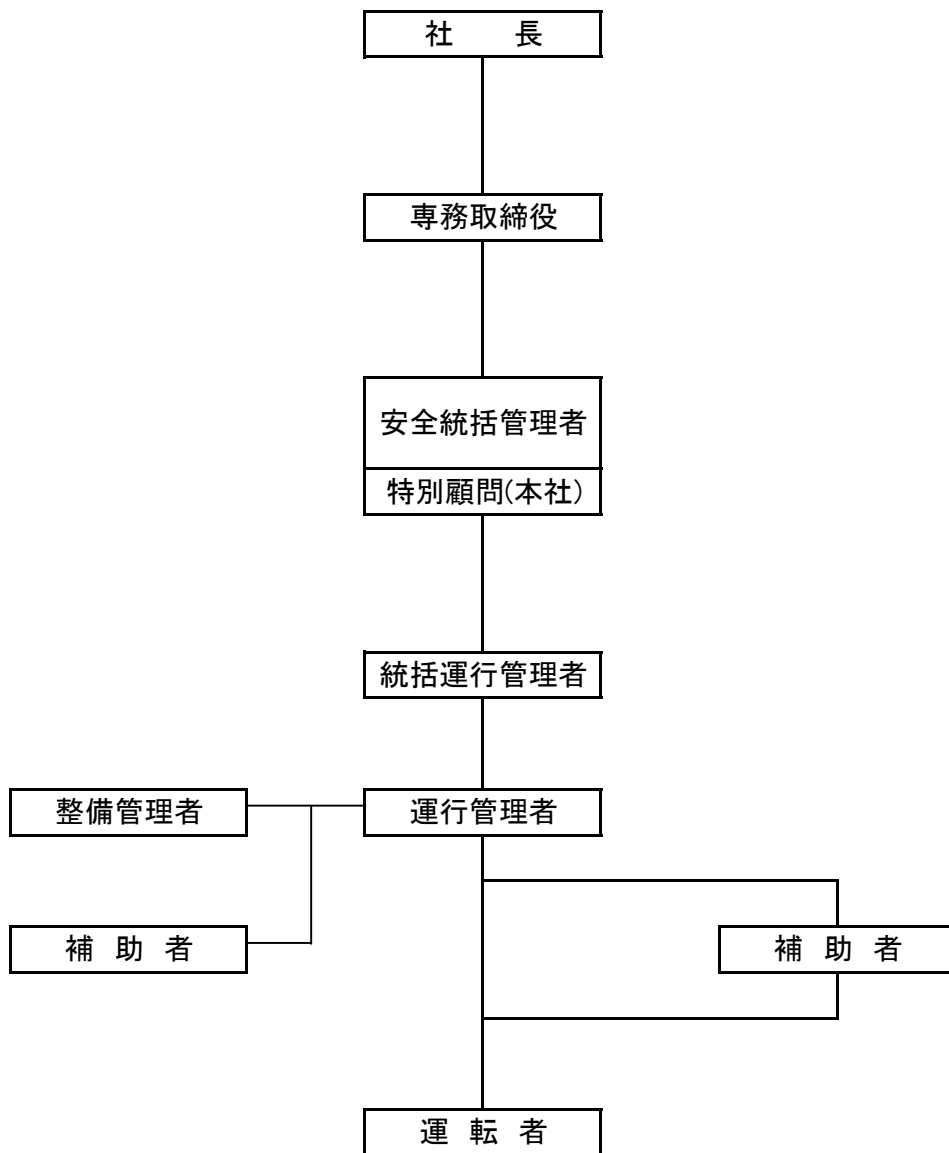 社　　長
専務取締役
安全統括管理者
特別顧問(本社)
統括運行管理者
整備管理者
運行管理者
補 助 者
補 助 者
運 転 者